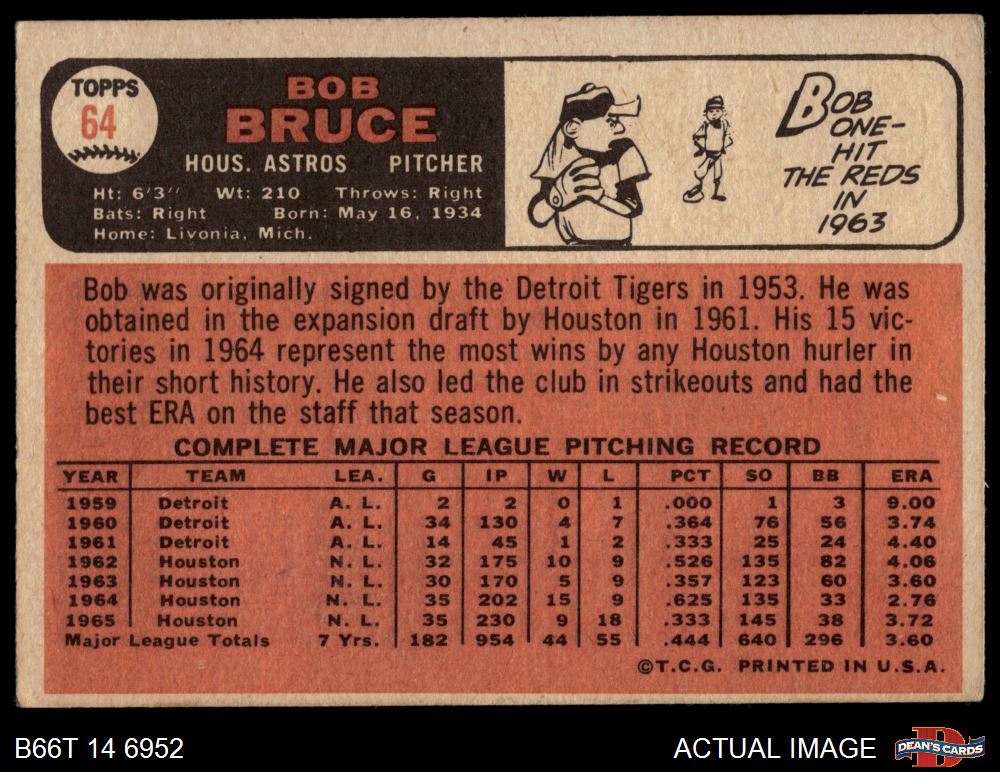 TOPPS
64
BOB
BRUCE
HOUS. ASTROS PITCHER
Ht: 6'3" Wt: 210 Throws: Right
Bats: Right Born: May 16, 1934
Home: Livonia, Mich.
BOB
ONE-
HIT
THE REDS
IN
1963
Bob was originally signed by the Detroit Tigers in 1953. He was
obtained in the expansion draft by Houston in 1961. His 15 vic-
tories in 1964 represent the most wins by any Houston hurler in
their short history. He also led the club in strikeouts and had the
best ERA on the staff that season.
COMPLETE MAJOR LEAGUE PITCHING RECORD
YEAR TEAM LEA. G IP W L PCT SO BB ERA
1959 Detroit A. L. 2 2 0 1 .000 1 3 9.00
1960 Detroit A. L. 34 130 4 7 .364 76 56 3.74
1961 Detroit A. L. 14 45 1 2 .333 25 24 4.40
1962 Houston N. L. 32 175 10 9 .526 135 82 4.06
1963 Houston N. L. 30 170 5 9 .357 123 60 3.60
1964 Houston N. L. 35 202 15 9 .625 135 33 2.76
1965 Houston N. L. 35 230 9 18 .333 145 38 3.72
Major League Totals 7 Yrs. 182 954 44 55 .444 640 296 3.60
©T.C.G. PRINTED IN U.S.A.
B66T 14 6952
ACTUAL IMAGE
D
DEAN'S CARDS